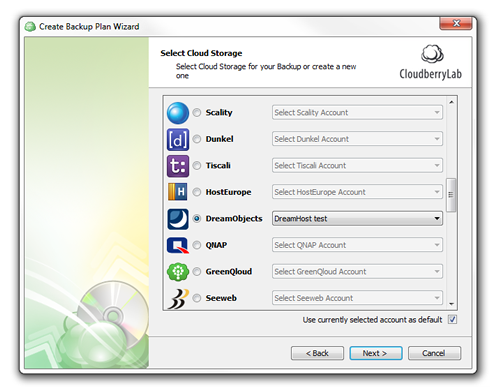 Create Backup Plan Wizard
Select Cloud Storage
Select Cloud Storage for your Backup or create a new
one
CloudberryLab
Scality Select Scality Account
[d] Dunkel Select Dunkel Account
t: Tiscali Select Tiscali Account
H HostEurope Select HostEurope Account
DreamObjects DreamHost test
QNAP Select QNAP Account
GreenQloud Select GreenQloud Account
Seeweb Select Seeweb Account
Use currently selected account as default
< Back Next > Cancel